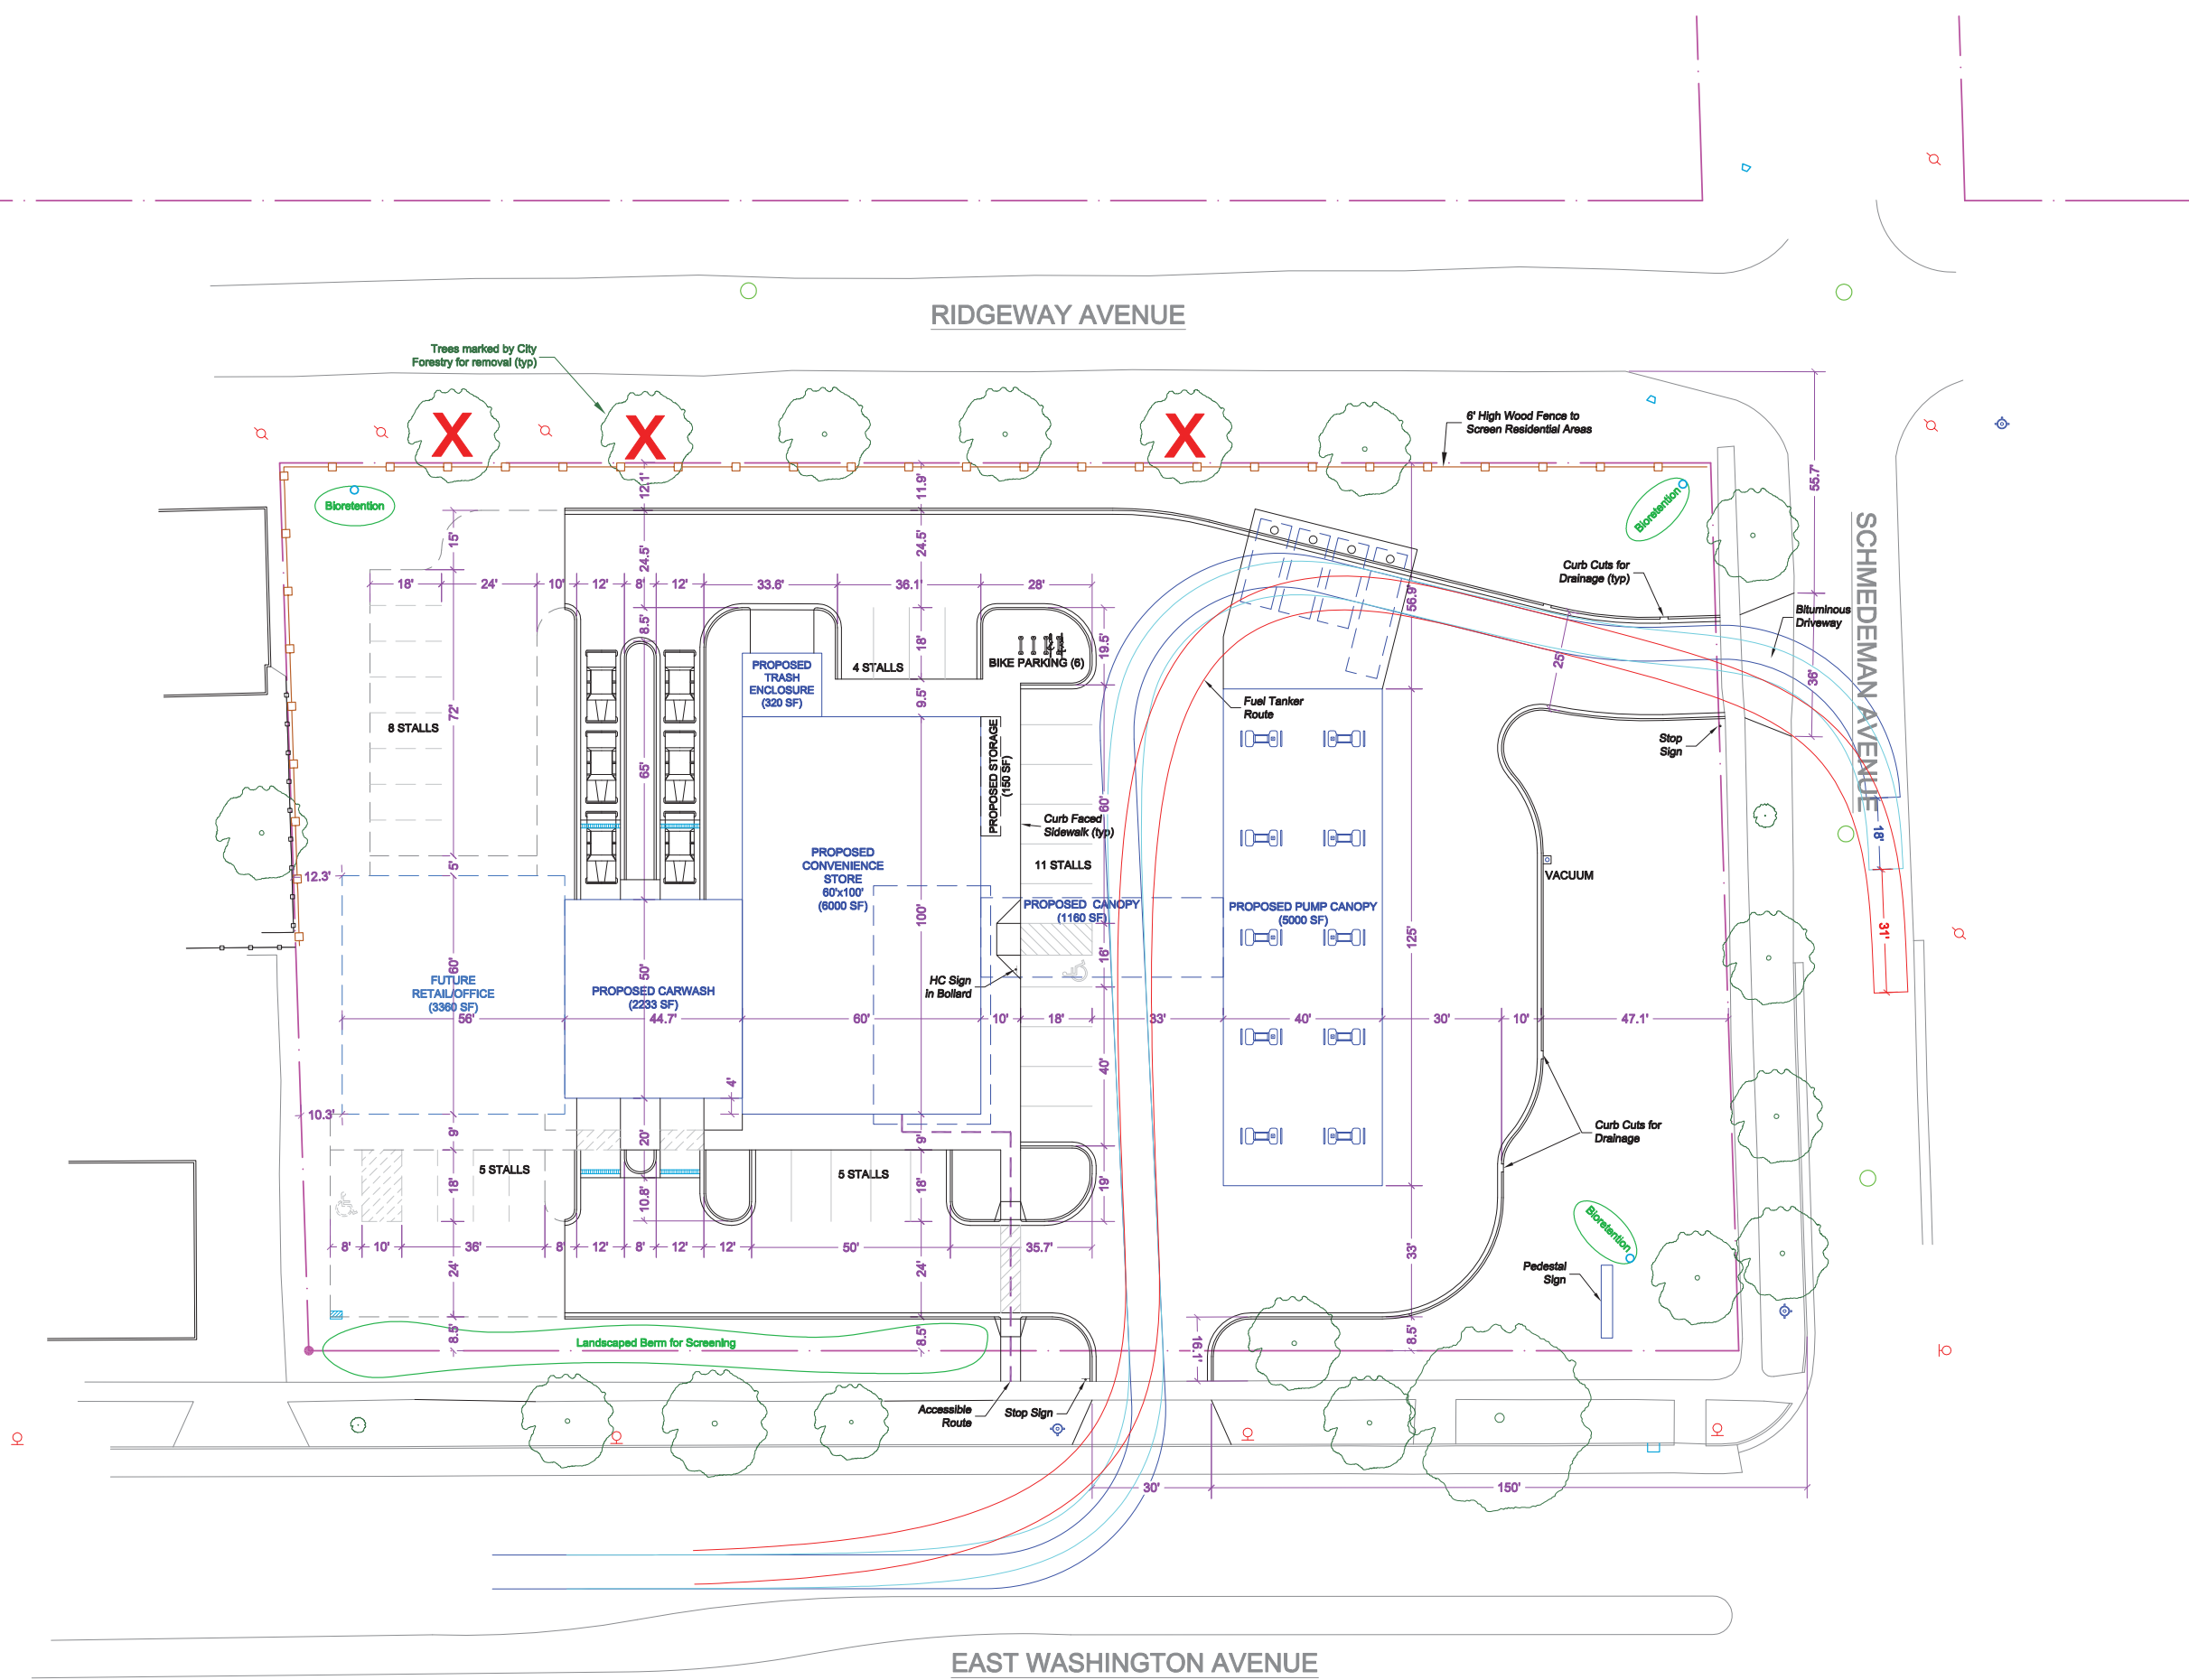 RIDGEWAY AVENUE
Trees marked by City
Forestry for removal (typ)
X
X
X
6' High Wood Fence to
Screen Residential Areas
SCHMEDEMAN AVENUE
55.7'
Bioretention
Bioretention
12.1'
11.9'
15'
24.5'
24.5'
56.9'
Curb Cuts for
Drainage (typ)
Bituminous
Driveway
18'
24'
10'
12'
8'
12'
33.6'
36.1'
28'
8.5'
18'
19.5'
25'
36'
4 STALLS
BIKE PARKING (6)
PROPOSED
TRASH
ENCLOSURE
(320 SF)
9.5'
72'
8 STALLS
65'
Fuel Tanker
Route
Stop
Sign
PROPOSED STORAGE
(150 SF)
60'
Curb Faced
Sidewalk (typ)
18'
5'
12.3'
PROPOSED
CONVENIENCE
STORE
60'x100'
(6000 SF)
11 STALLS
VACUUM
100'
PROPOSED CANOPY
(1160 SF)
PROPOSED PUMP CANOPY
(5000 SF)
125'
31'
60'
50'
16'
FUTURE
RETAIL/OFFICE
(3360 SF)
PROPOSED CARWASH
(2233 SF)
HC Sign
in Bollard
56'
44.7'
60'
10'
18'
33'
40'
30'
10'
47.1'
40'
4'
10.3'
9'
20'
9'
Curb Cuts for
Drainage
5 STALLS
5 STALLS
18'
10.8'
18'
19'
Bioretention
8'
10'
36'
8'
12'
8'
12'
12'
50'
35.7'
24'
24'
33'
Pedestal
Sign
8.5'
8.5'
16.1'
8.5'
Landscaped Berm for Screening
Accessible
Route
Stop Sign
30'
150'
EAST WASHINGTON AVENUE